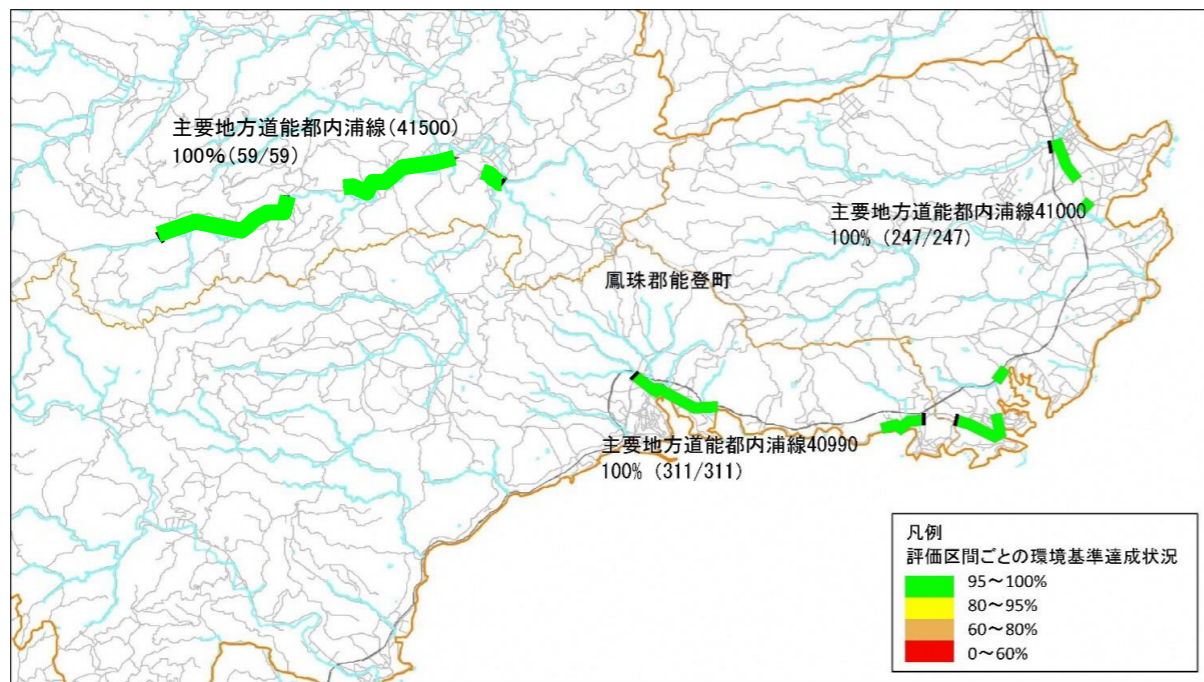 主要地方道能都内浦線(41500)
100%(59/59)
主要地方道能都内浦線41000
100% (247/247)
鳳珠郡能登町
主要地方道能都内浦線40990
100% (311/311)
凡例
評価区間ごとの環境基準達成状況
95～100%
80～95%
60～80%
0～60%